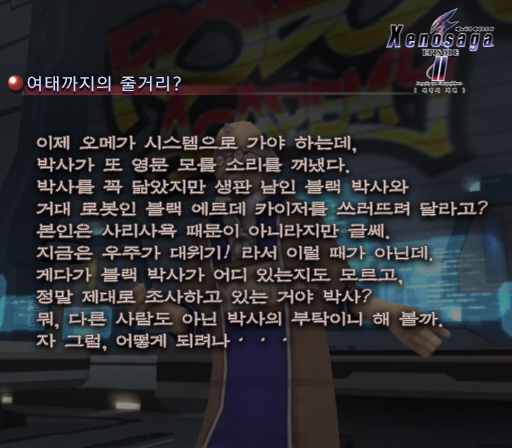 Xenosaga
EPISODE
II
여태까지의 줄거리?
이제 오메가 시스템으로 가야 하는데,
박사가 또 영문 모를 소리를 꺼냈다.
박사를 꼭 닮았지만 생판 남인 블랙 박사와
거대 로봇인 블랙 에르데 카이저를 쓰러뜨려 달라고?
본인은 사리사욕 때문이 아니라지만 글쎄.
지금은 우주가 대위기! 라서 이럴 때가 아닌데.
게다가 블랙 박사가 어디 있는지도 모르고,
정말 제대로 조사하고 있는 거야 박사?
뭐, 다른 사람도 아닌 박사의 부탁이니 해 볼까.
자 그럼, 어떻게 되려나・・・